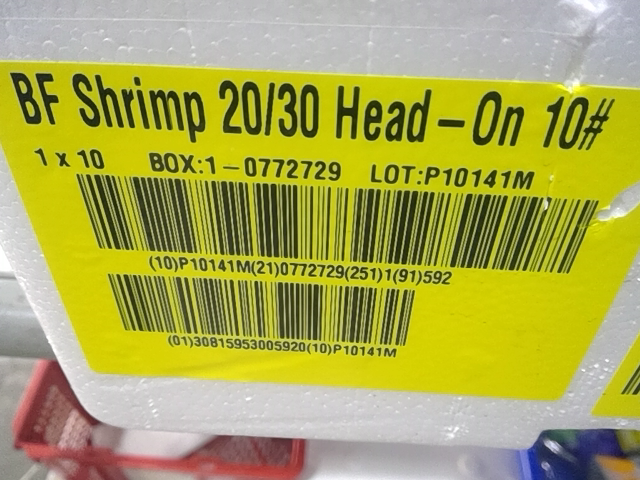 BF Shrimp 20/30 Head-On 10#
1 x 10 BOX:1-0772729 LOT:P10141M
(10)P10141M(21)0772729(251)1(91)592
(01)30815953005920(10)P10141M